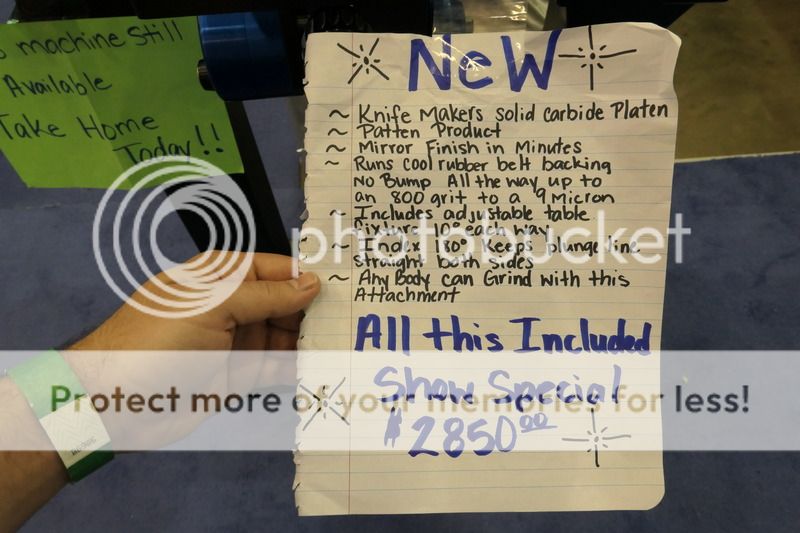 machine Still
Available
Take Home
Today!!
NeW
~ Knife Makers Solid Carbide Platen
~ Patten Product
~ Mirror Finish in Minutes
~ Runs cool rubber belt backing
No Bump All the way up to
an 800 grit to a 9 Micron
~ Includes adjustable table
fixture 10° each way
~ Index 180° Keeps plunge line
straight both sides
~ Any Body can Grind with this
Attachment
All this Included
Show Special
$2850.00
photobucket
Protect more of your memories for less!